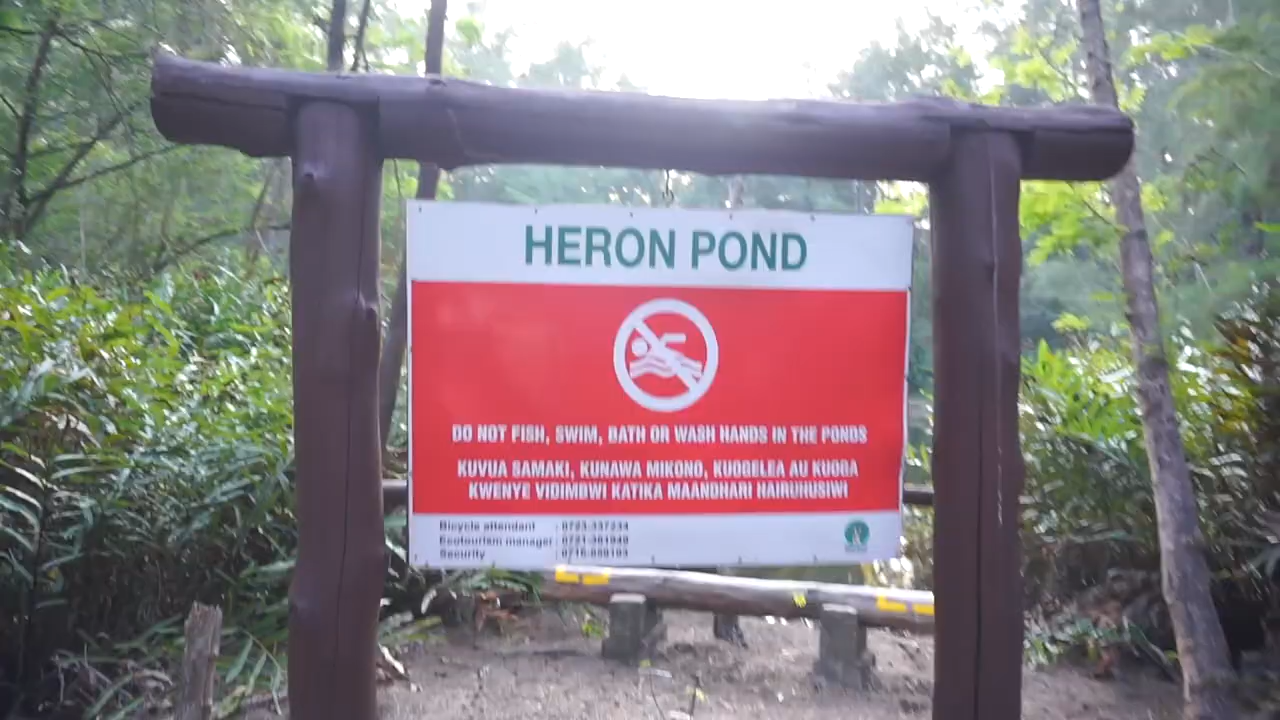 HERON POND
DO NOT FISH, SWIM, BATH OR WASH HANDS IN THE PONDS
KUVUA SAMAKI, KUNAWA MIKONO, KUOGELEA AU KUOGA
KWENYE VIDIMBWI KATIKA MAANDHARI HAIRUHUSIWI
Bicycle attendant
Ecotourism manager
Security